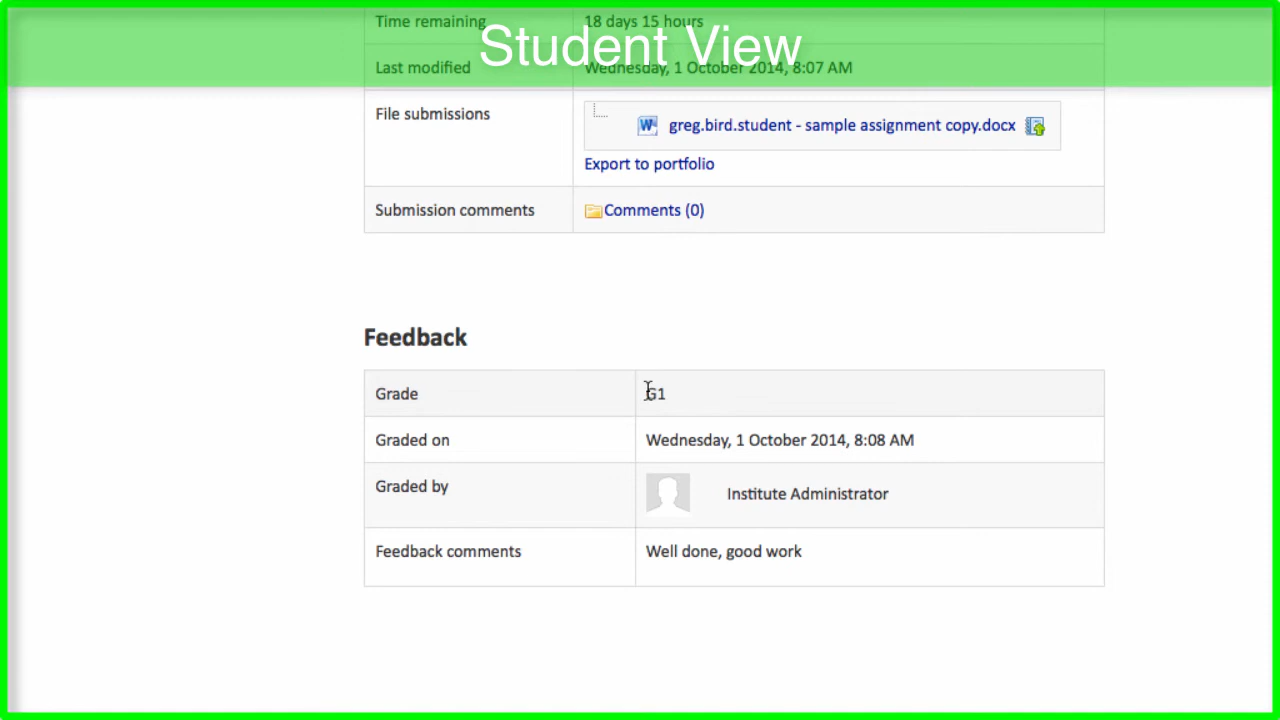 Student View
Time remaining 18 days 15 hours
Last modified Wednesday, 1 October 2014, 8:07 AM
File submissions greg.bird.student - sample assignment copy.docx
Export to portfolio
Submission comments Comments (0)
Feedback
Grade G1
Graded on Wednesday, 1 October 2014, 8:08 AM
Graded by Institute Administrator
Feedback comments Well done, good work